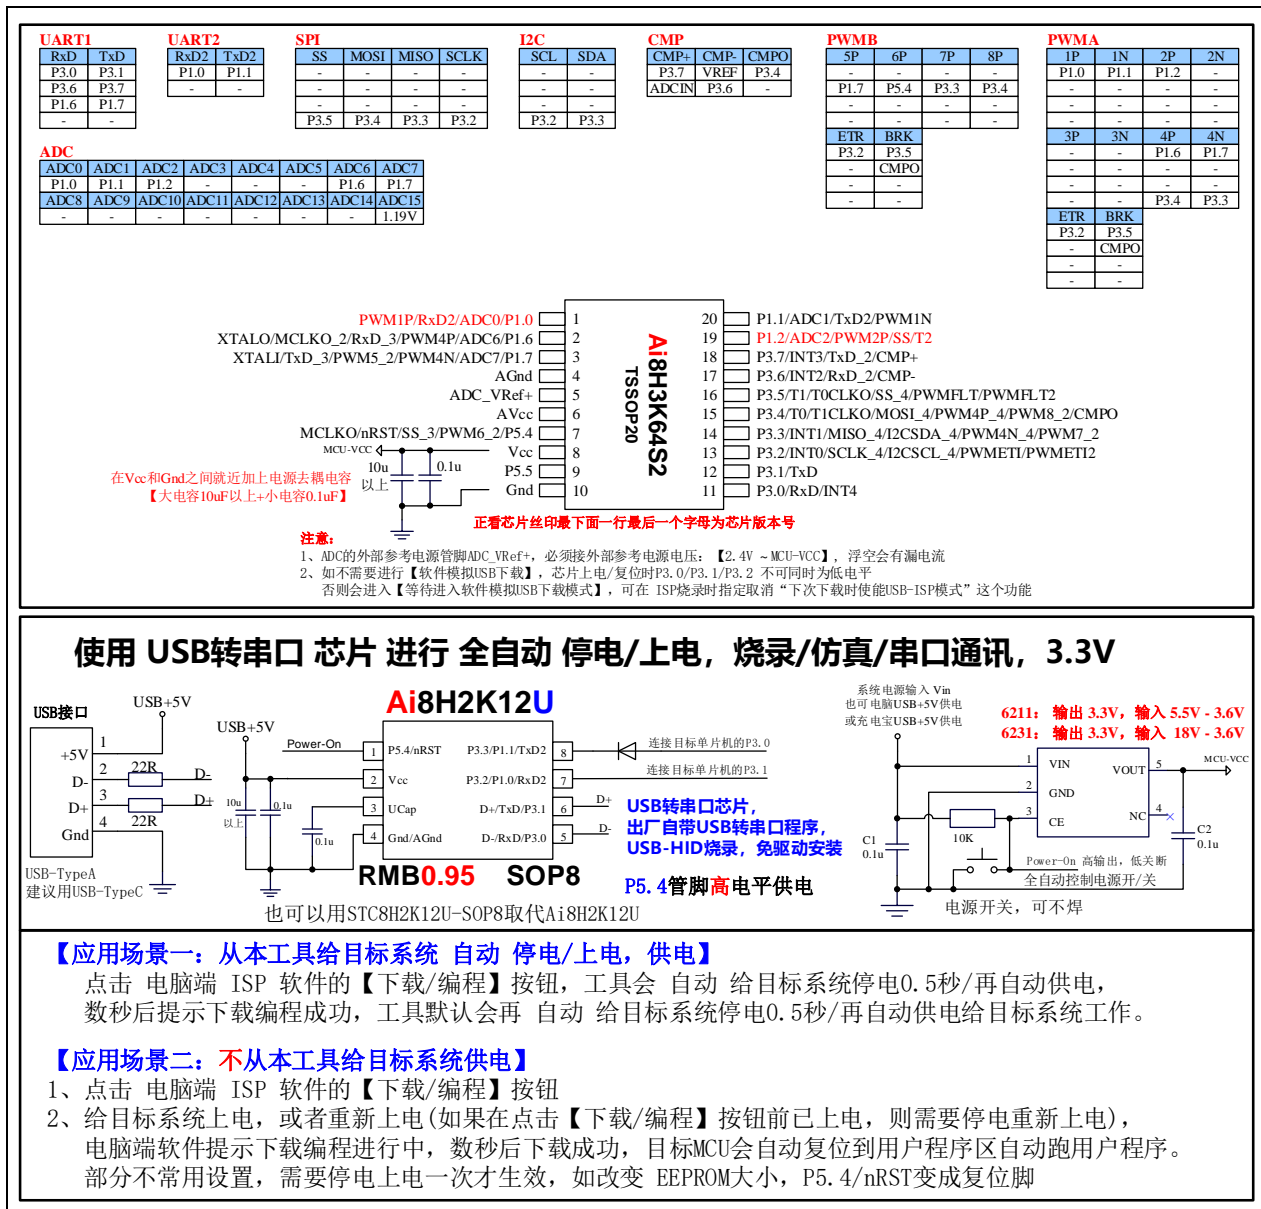 UART1 UART2 SPI I2C CMP PWMB PWMA
RxD TxD RxD2 TxD2 SS MOSI MISO SCLK SCL SDA CMP+ CMP- CMPO 5P 6P 7P 8P 1P 1N 2P 2N
P3.0 P3.1 P1.0 P1.1 - - - - - - P3.7 VREF P3.4 - - - - P1.0 P1.1 P1.2 -
P3.6 P3.7 - - - - - - - - ADCIN P3.6 - P1.7 P5.4 P3.3 P3.4 - - - -
P1.6 P1.7 - - - - - - - - - - - - - -
- - P3.5 P3.4 P3.3 P3.2 P3.2 P3.3 - - - - - - - -
ETR BRK 3P 3N 4P 4N
P3.2 P3.5 - - P1.6 P1.7
- CMPO - - - -
- - - - - -
- - - - P3.4 P3.3
ETR BRK
P3.2 P3.5
- CMPO
- -
- -
ADC
ADC0 ADC1 ADC2 ADC3 ADC4 ADC5 ADC6 ADC7
P1.0 P1.1 P1.2 - - - P1.6 P1.7
ADC8 ADC9 ADC10 ADC11 ADC12 ADC13 ADC14 ADC15
- - - - - - - 1.19V
PWM1P/RxD2/ADC0/P1.0 1
XTALO/MCLKO_2/RxD_3/PWM4P/ADC6/P1.6 2
XTALI/TxD_3/PWM5_2/PWM4N/ADC7/P1.7 3
AGnd 4
ADC_VRef+ 5
AVcc 6
MCLKO/nRST/SS_3/PWM6_2/P5.4 7
Vcc 8
P5.5 9
Gnd 10
Ai8H3K64S2
TSSOP20
20 P1.1/ADC1/TxD2/PWM1N
19 P1.2/ADC2/PWM2P/SS/T2
18 P3.7/INT3/TxD_2/CMP+
17 P3.6/INT2/RxD_2/CMP-
16 P3.5/T1/T0CLKO/SS_4/PWMFLT/PWMFLT2
15 P3.4/T0/T1CLKO/MOSI_4/PWM4P_4/PWM8_2/CMPO
14 P3.3/INT1/MISO_4/I2CSDA_4/PWM4N_4/PWM7_2
13 P3.2/INT0/SCLK_4/I2CSCL_4/PWMETI/PWMETI2
12 P3.1/TxD
11 P3.0/RxD/INT4
MCU-VCC
10u
以上
0.1u
在Vcc和Gnd之间就近加上电源去耦电容
【大电容10uF以上+小电容0.1uF】
正看芯片丝印最下面一行最后一个字母为芯片版本号
注意:
1、ADC的外部参考电源管脚ADC_VRef+, 必须接外部参考电源电压: 【2.4V ~ MCU-VCC】, 浮空会有漏电流
2、如不需要进行【软件模拟USB下载】, 芯片上电/复位时P3.0/P3.1/P3.2 不可同时为低电平
否则会进入【等待进入软件模拟USB下载模式】, 可在 ISP烧录时指定取消 “下次下载时使能USB-ISP模式” 这个功能
使用 USB转串口 芯片 进行 全自动 停电/上电, 烧录/仿真/串口通讯, 3.3V
USB接口
USB+5V
+5V 1
D- 2 22R D-
D+ 3 D+
Gnd 4 22R
USB-TypeA
建议用USB-TypeC
USB+5V
10u
以上
0.1u
0.1u
Ai8H2K12U
Power-On 1 P5.4/nRST
2 Vcc
3 UCap
4 Gnd/AGnd
P3.3/P1.1/TxD2 8 连接目标单片机的P3.0
P3.2/P1.0/RxD2 7 连接目标单片机的P3.1
D+/TxD/P3.1 6 D+
D-/RxD/P3.0 5 D-
RMB0.95 SOP8
也可以用STC8H2K12U-SOP8取代Ai8H2K12U
USB转串口芯片,
出厂自带USB转串口程序,
USB-HID烧录, 免驱动安装
P5.4管脚高电平供电
系统电源输入 Vin
也可电脑USB+5V供电
或充电宝USB+5V供电
6211: 输出 3.3V, 输入 5.5V - 3.6V
6231: 输出 3.3V, 输入 18V - 3.6V
1 VIN
2 GND
3 CE
VOUT 5
NC 4
MCU-VCC
10K
C1
0.1u
C2
0.1u
Power-On 高输出, 低关断
全自动控制电源开/关
电源开关, 可不焊
【应用场景一: 从本工具给目标系统 自动 停电/上电, 供电】
点击 电脑端 ISP 软件的【下载/编程】按钮, 工具会 自动 给目标系统停电0.5秒/再自动供电,
数秒后提示下载编程成功, 工具默认会再 自动 给目标系统停电0.5秒/再自动供电给目标系统工作。
【应用场景二: 不从本工具给目标系统供电】
1、点击 电脑端 ISP 软件的【下载/编程】按钮
2、给目标系统上电, 或者重新上电(如果在点击【下载/编程】按钮前已上电, 则需要停电重新上电),
电脑端软件提示下载编程进行中, 数秒后下载成功, 目标MCU会自动复位到用户程序区自动跑用户程序。
部分不常用设置, 需要停电上电一次才生效, 如改变 EEPROM大小, P5.4/nRST变成复位脚